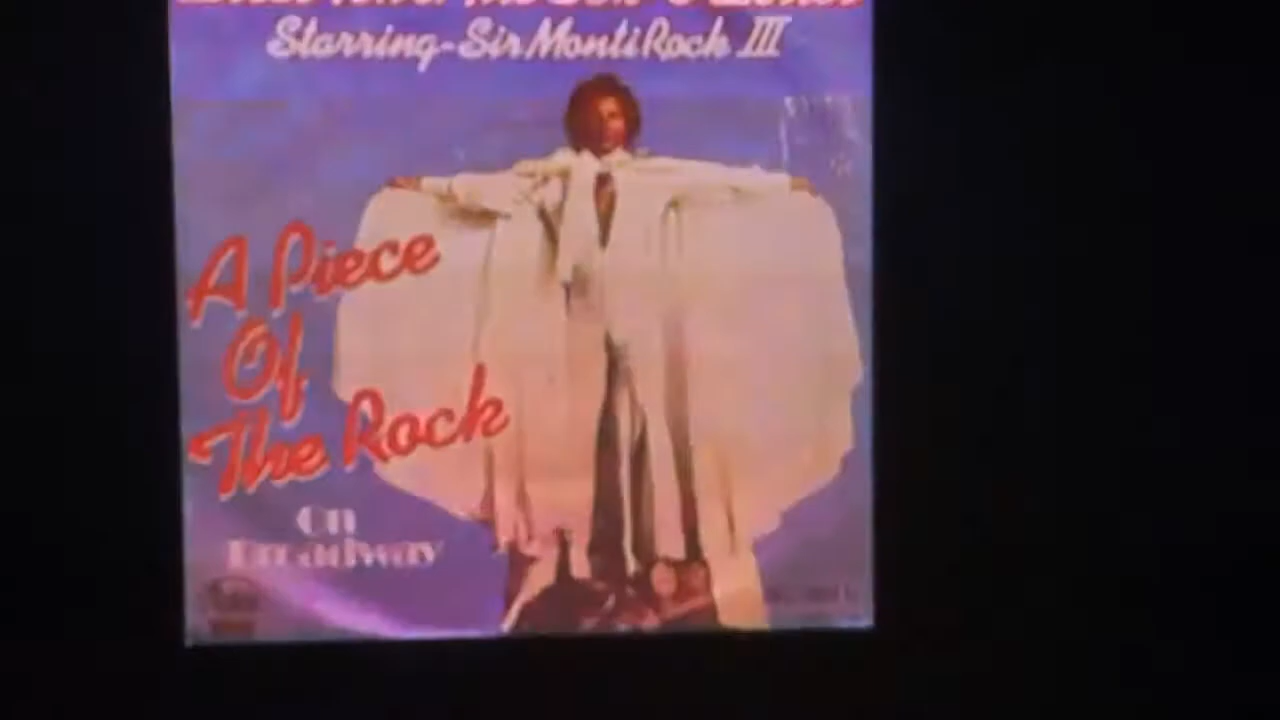 Starring-Sir Monti Rock III
A Piece
Of
The Rock
On
Broadway